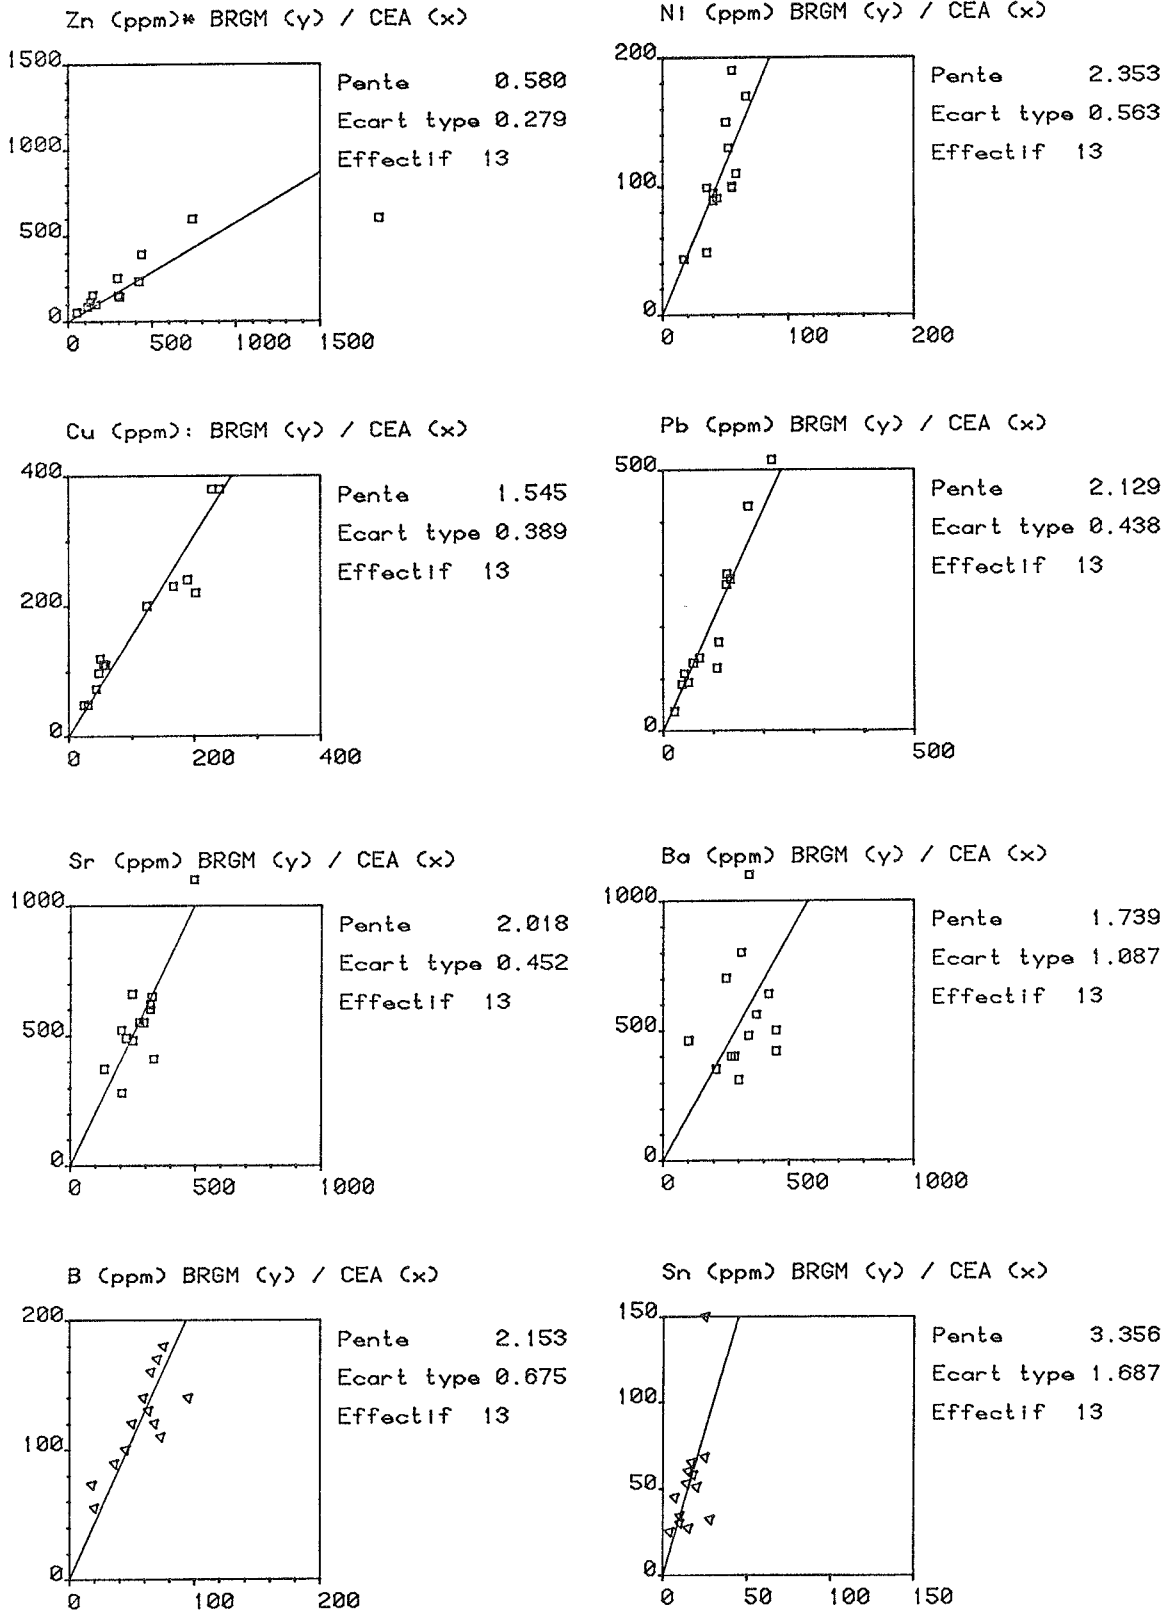 Zn (ppm)* BRGM (y) / CEA (x)
1500
1000
500
0
0 500 1000 1500
Pente 0.580
Ecart type 0.279
Effectif 13
Ni (ppm) BRGM (y) / CEA (x)
200
100
0
0 100 200
Pente 2.353
Ecart type 0.563
Effectif 13
Cu (ppm): BRGM (y) / CEA (x)
400
200
0
0 200 400
Pente 1.545
Ecart type 0.389
Effectif 13
Pb (ppm) BRGM (y) / CEA (x)
500
0
0 500
Pente 2.129
Ecart type 0.438
Effectif 13
Sr (ppm) BRGM (y) / CEA (x)
1000
500
0
0 500 1000
Pente 2.018
Ecart type 0.452
Effectif 13
Ba (ppm) BRGM (y) / CEA (x)
1000
500
0
0 500 1000
Pente 1.739
Ecart type 1.087
Effectif 13
B (ppm) BRGM (y) / CEA (x)
200
100
0
0 100 200
Pente 2.153
Ecart type 0.675
Effectif 13
Sn (ppm) BRGM (y) / CEA (x)
150
100
50
0
0 50 100 150
Pente 3.356
Ecart type 1.687
Effectif 13